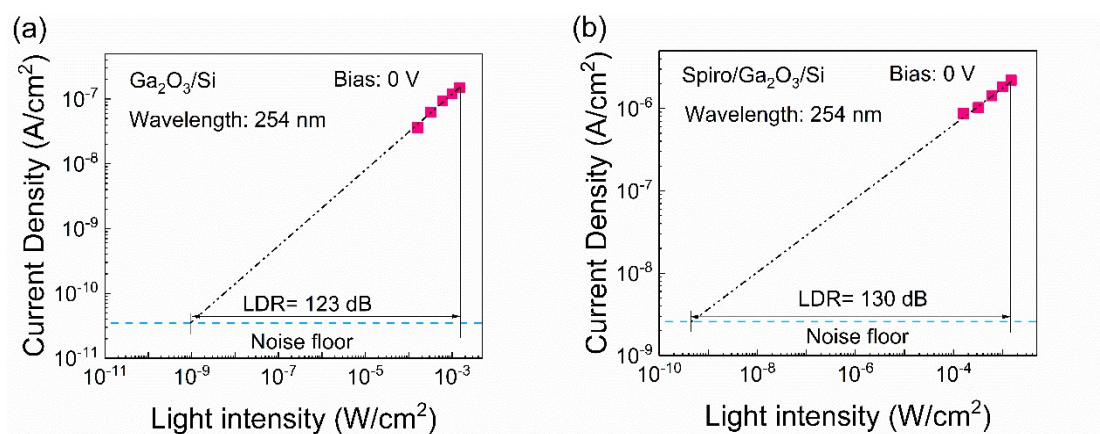 (a)
Ga₂O₃/Si
Bias: 0 V
Wavelength: 254 nm
LDR= 123 dB
Noise floor
Current Density (A/cm²)
10⁻⁷
10⁻⁸
10⁻⁹
10⁻¹⁰
10⁻¹¹
10⁻¹¹ 10⁻⁹ 10⁻⁷ 10⁻⁵ 10⁻³
Light intensity (W/cm²)
(b)
Spiro/Ga₂O₃/Si
Bias: 0 V
Wavelength: 254 nm
LDR= 130 dB
Noise floor
Current Density (A/cm²)
10⁻⁶
10⁻⁷
10⁻⁸
10⁻⁹
10⁻¹⁰ 10⁻⁸ 10⁻⁶ 10⁻⁴
Light intensity (W/cm²)